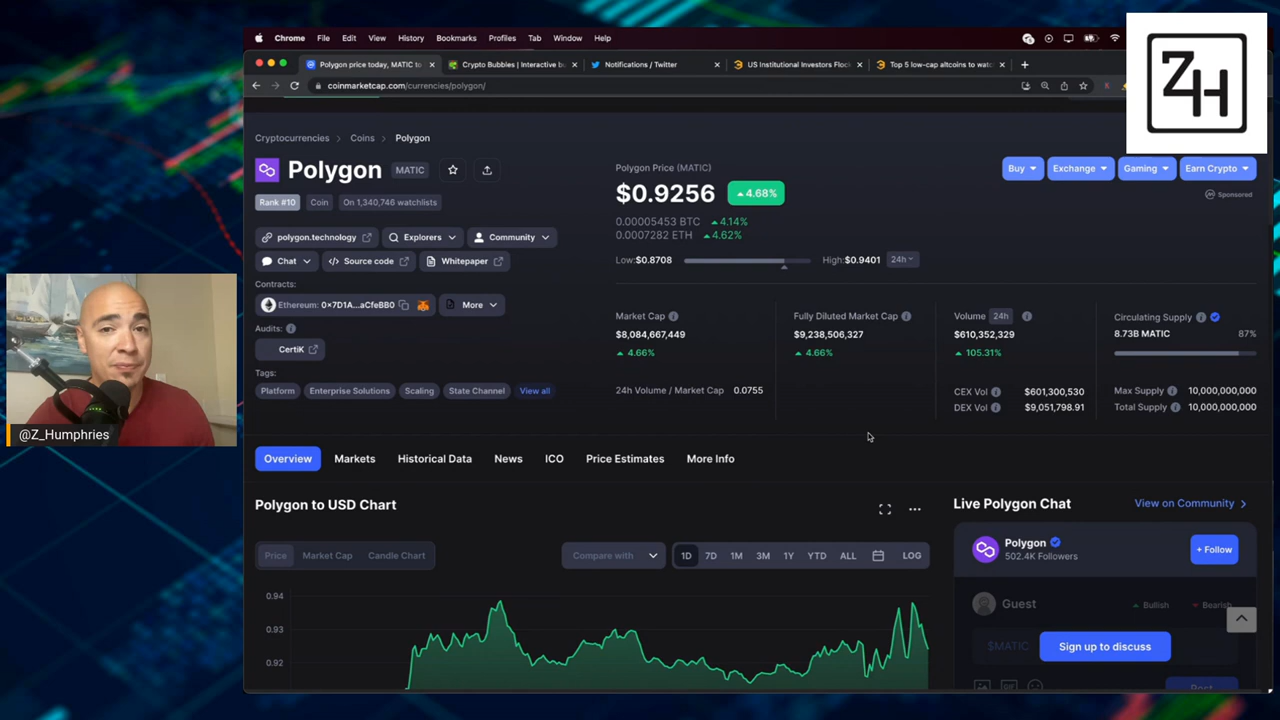 Chrome File Edit View History Bookmarks Profiles Tab Window Help
Polygon price today, MATIC to
Crypto Bubbles | Interactive bu
Notifications / Twitter
US Institutional Investors Flock
Top 5 low-cap altcoins to watc
coinmarketcap.com/currencies/polygon/
ZH
Cryptocurrencies > Coins > Polygon
Polygon MATIC
Rank #10 Coin On 1,340,746 watchlists
polygon.technology Explorers Community
Chat Source code Whitepaper
Contracts:
Ethereum: 0x7D1A...aCfeBB0 More
Audits:
CertiK
Tags:
Platform Enterprise Solutions Scaling State Channel View all
Polygon Price (MATIC)
$0.9256 4.68%
0.00005453 BTC 4.14%
0.0007282 ETH 4.62%
Low:$0.8708 High:$0.9401 24h
Buy Exchange Gaming Earn Crypto
Sponsored
Market Cap
$8,084,667,449
4.66%
24h Volume / Market Cap 0.0755
Fully Diluted Market Cap
$9,238,506,327
4.66%
Volume 24h
$610,352,329
105.31%
CEX Vol $601,300,530
DEX Vol $9,051,798.91
Circulating Supply
8.73B MATIC 87%
Max Supply 10,000,000,000
Total Supply 10,000,000,000
@Z_Humphries
Overview Markets Historical Data News ICO Price Estimates More Info
Polygon to USD Chart
Price Market Cap Candle Chart
Compare with
1D 7D 1M 3M 1Y YTD ALL LOG
0.94
0.93
0.92
Live Polygon Chat
View on Community >
Polygon
502.4K Followers
+ Follow
Guest
Bullish Bearish
$MATIC
Sign up to discuss